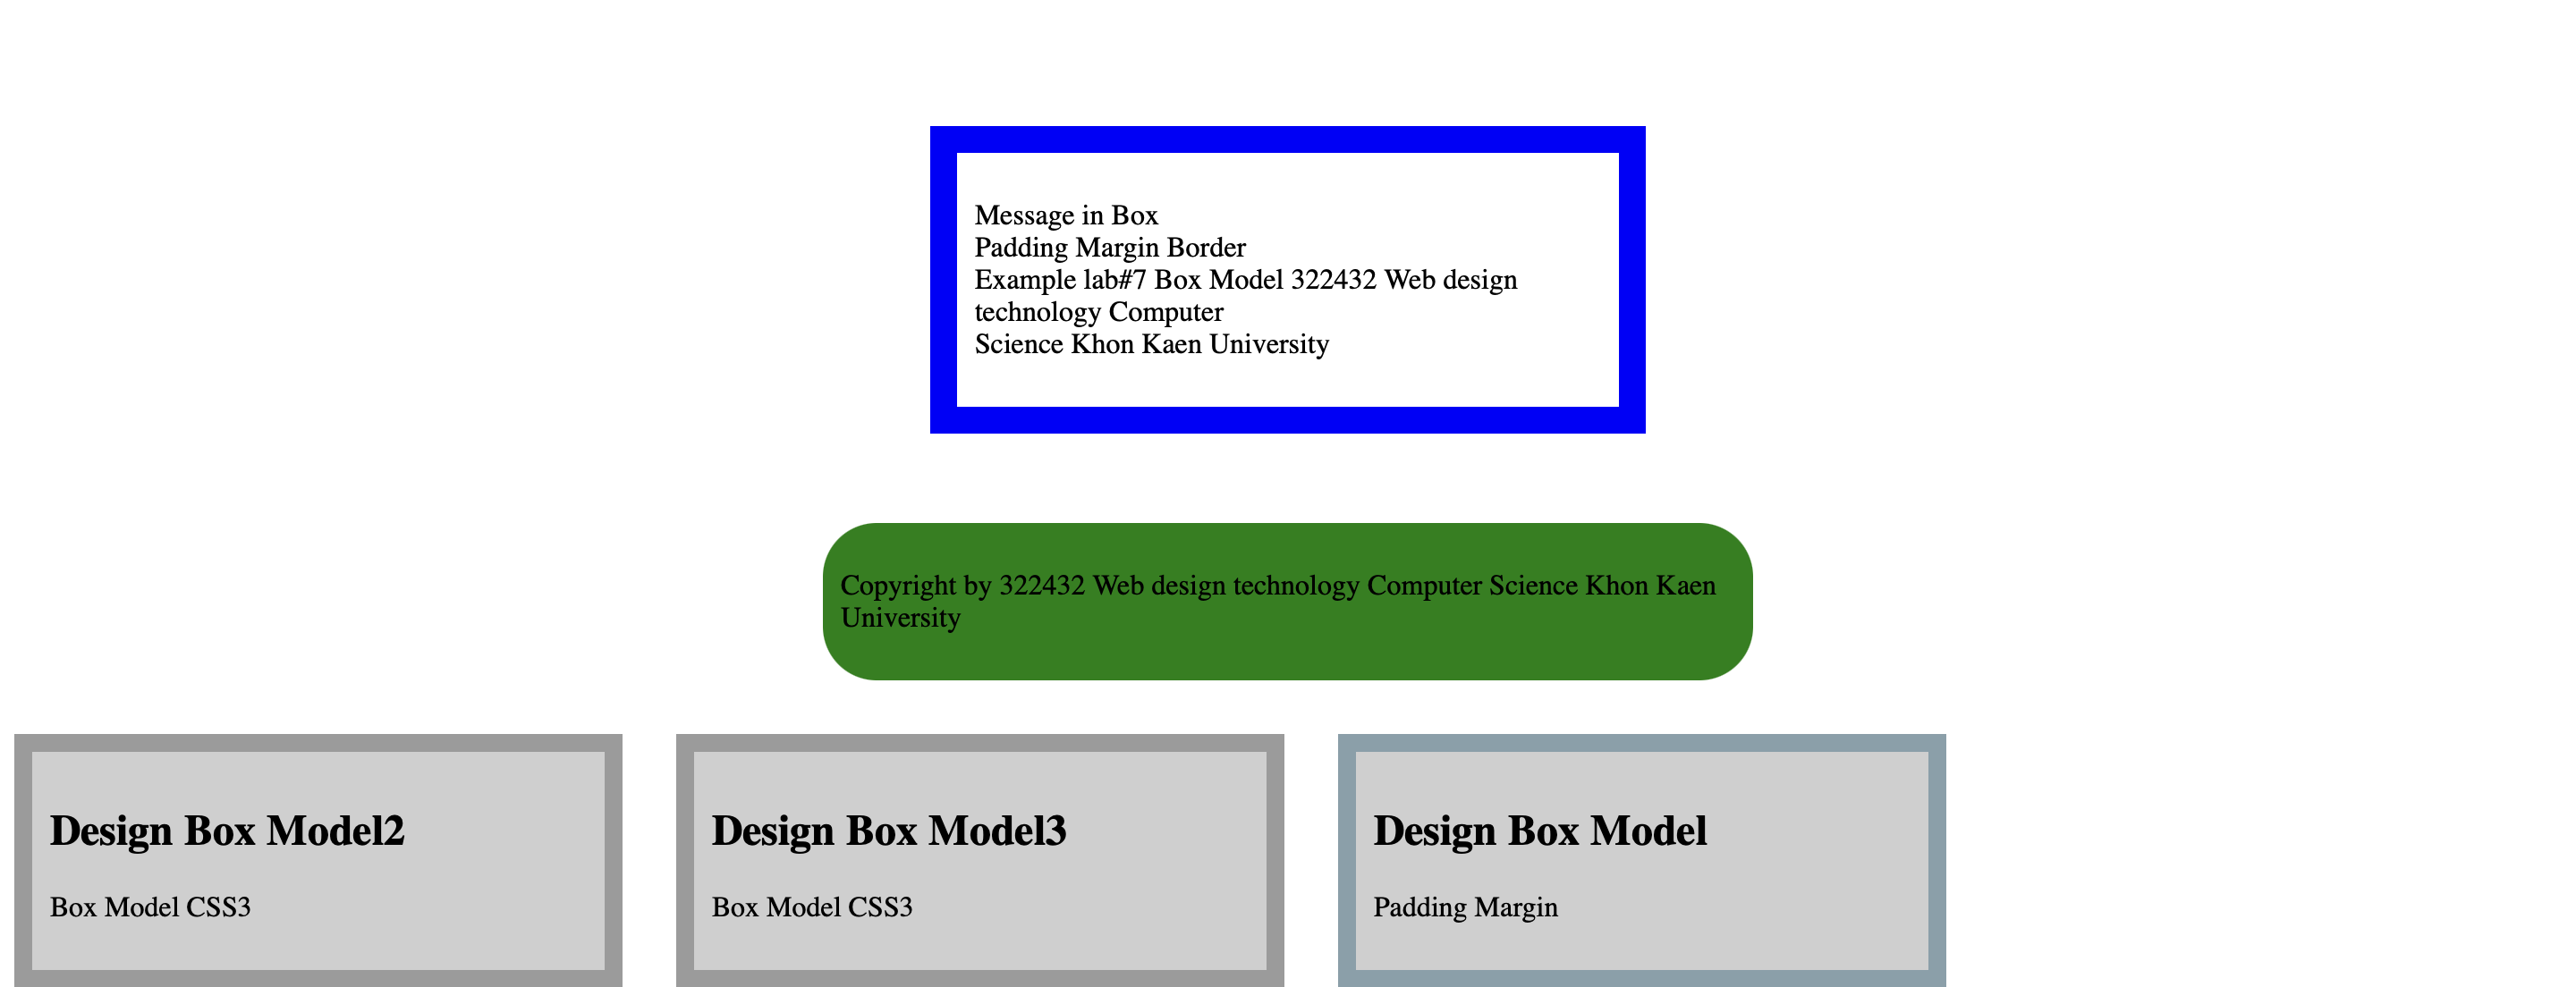 Message in Box
Padding Margin Border
Example lab#7 Box Model 322432 Web design
technology Computer
Science Khon Kaen University
Copyright by 322432 Web design technology Computer Science Khon Kaen
University
Design Box Model2
Box Model CSS3
Design Box Model3
Box Model CSS3
Design Box Model
Padding Margin